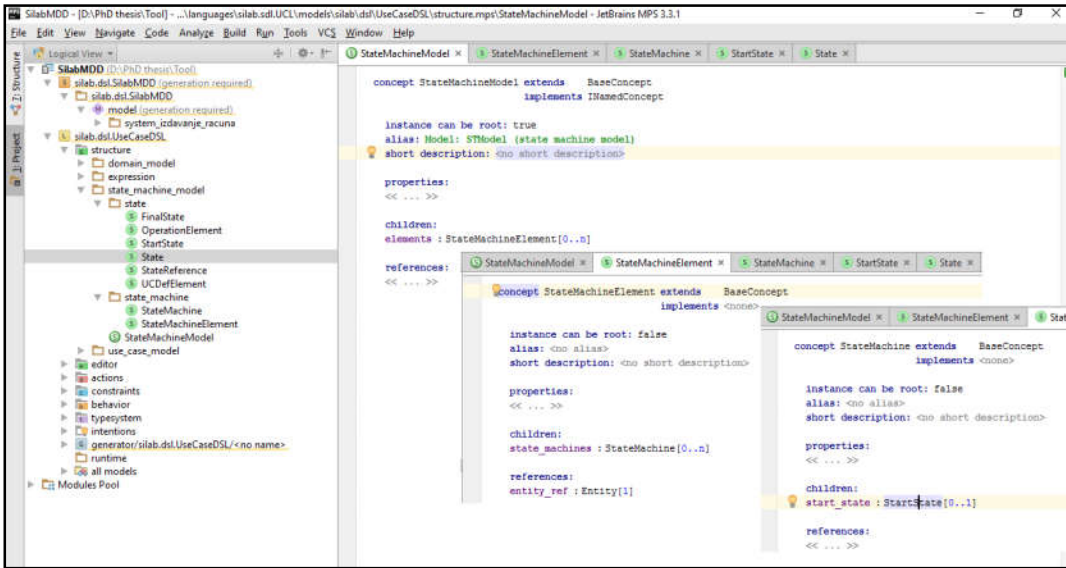 SilabMDD - [D:\PhD thesis\Tool] - ...\languages\silab.sdl.UCL\models\silab\dsl\UseCaseDSL\structure.mps\StateMachineModel - JetBrains MPS 3.3.1
File Edit View Navigate Code Analyze Build Run Tools VCS Window Help
Z: Structure
1: Project
Logical View
SilabMDD (D:\PhD thesis\Tool)
silab.dsl.SilabMDD (generation required)
silab.dsl.SilabMDD
model (generation required)
system_izdavanje_racuna
silab.dsl.UseCaseDSL
structure
domain_model
expression
state_machine_model
state
FinalState
OperationElement
StartState
State
StateReference
UCDefElement
state_machine
StateMachine
StateMachineElement
StateMachineModel
use_case_model
editor
actions
constraints
behavior
typesystem
intentions
generator/silab.dsl.UseCaseDSL/<no name>
runtime
all models
Modules Pool
StateMachineModel StateMachineElement StateMachine StartState State
concept StateMachineModel extends BaseConcept
implements INamedConcept
instance can be root: true
alias: Model: STModel (state machine model)
short description: <no short description>
properties:
<< ... >>
children:
elements : StateMachineElement[0..n]
references:
<< ... >>
StateMachineModel StateMachineElement StateMachine StartState State
concept StateMachineElement extends BaseConcept
implements <none>
instance can be root: false
alias: <no alias>
short description: <no short description>
properties:
<< ... >>
children:
state_machines : StateMachine[0..n]
references:
entity_ref : Entity[1]
StateMachineModel StateMachineElement Stat
concept StateMachine extends BaseConcept
implements <none>
instance can be root: false
alias: <no alias>
short description: <no short description>
properties:
<< ... >>
children:
start_state : StartState[0..1]
references:
<< ... >>